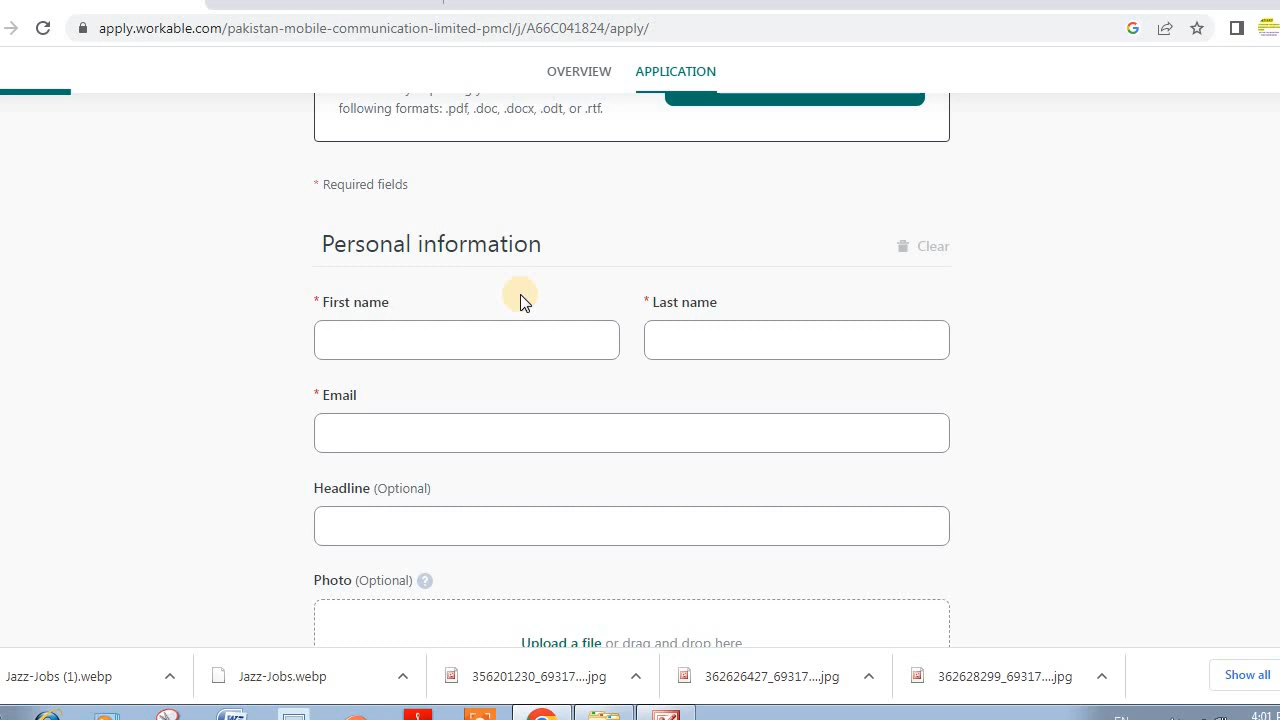 apply.workable.com/pakistan-mobile-communication-limited-pmcl/j/A66C041824/apply/
OVERVIEW
APPLICATION
following formats: .pdf, .doc, .docx, .odt, or .rtf.
* Required fields
Personal information
Clear
* First name
* Last name
* Email
Headline (Optional)
Photo (Optional) ?
Upload a file or drag and drop here
Jazz-Jobs (1).webp
Jazz-Jobs.webp
356201230_69317....jpg
362626427_69317....jpg
362628299_69317....jpg
Show all
4:01